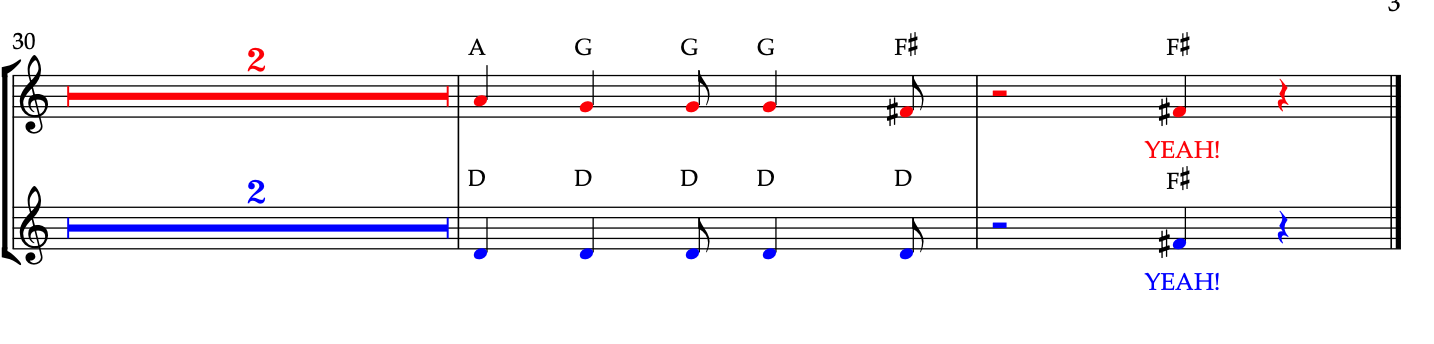 3
30
2
A G G G F♯ F♯
YEAH!
2
D D D D D F♯
YEAH!